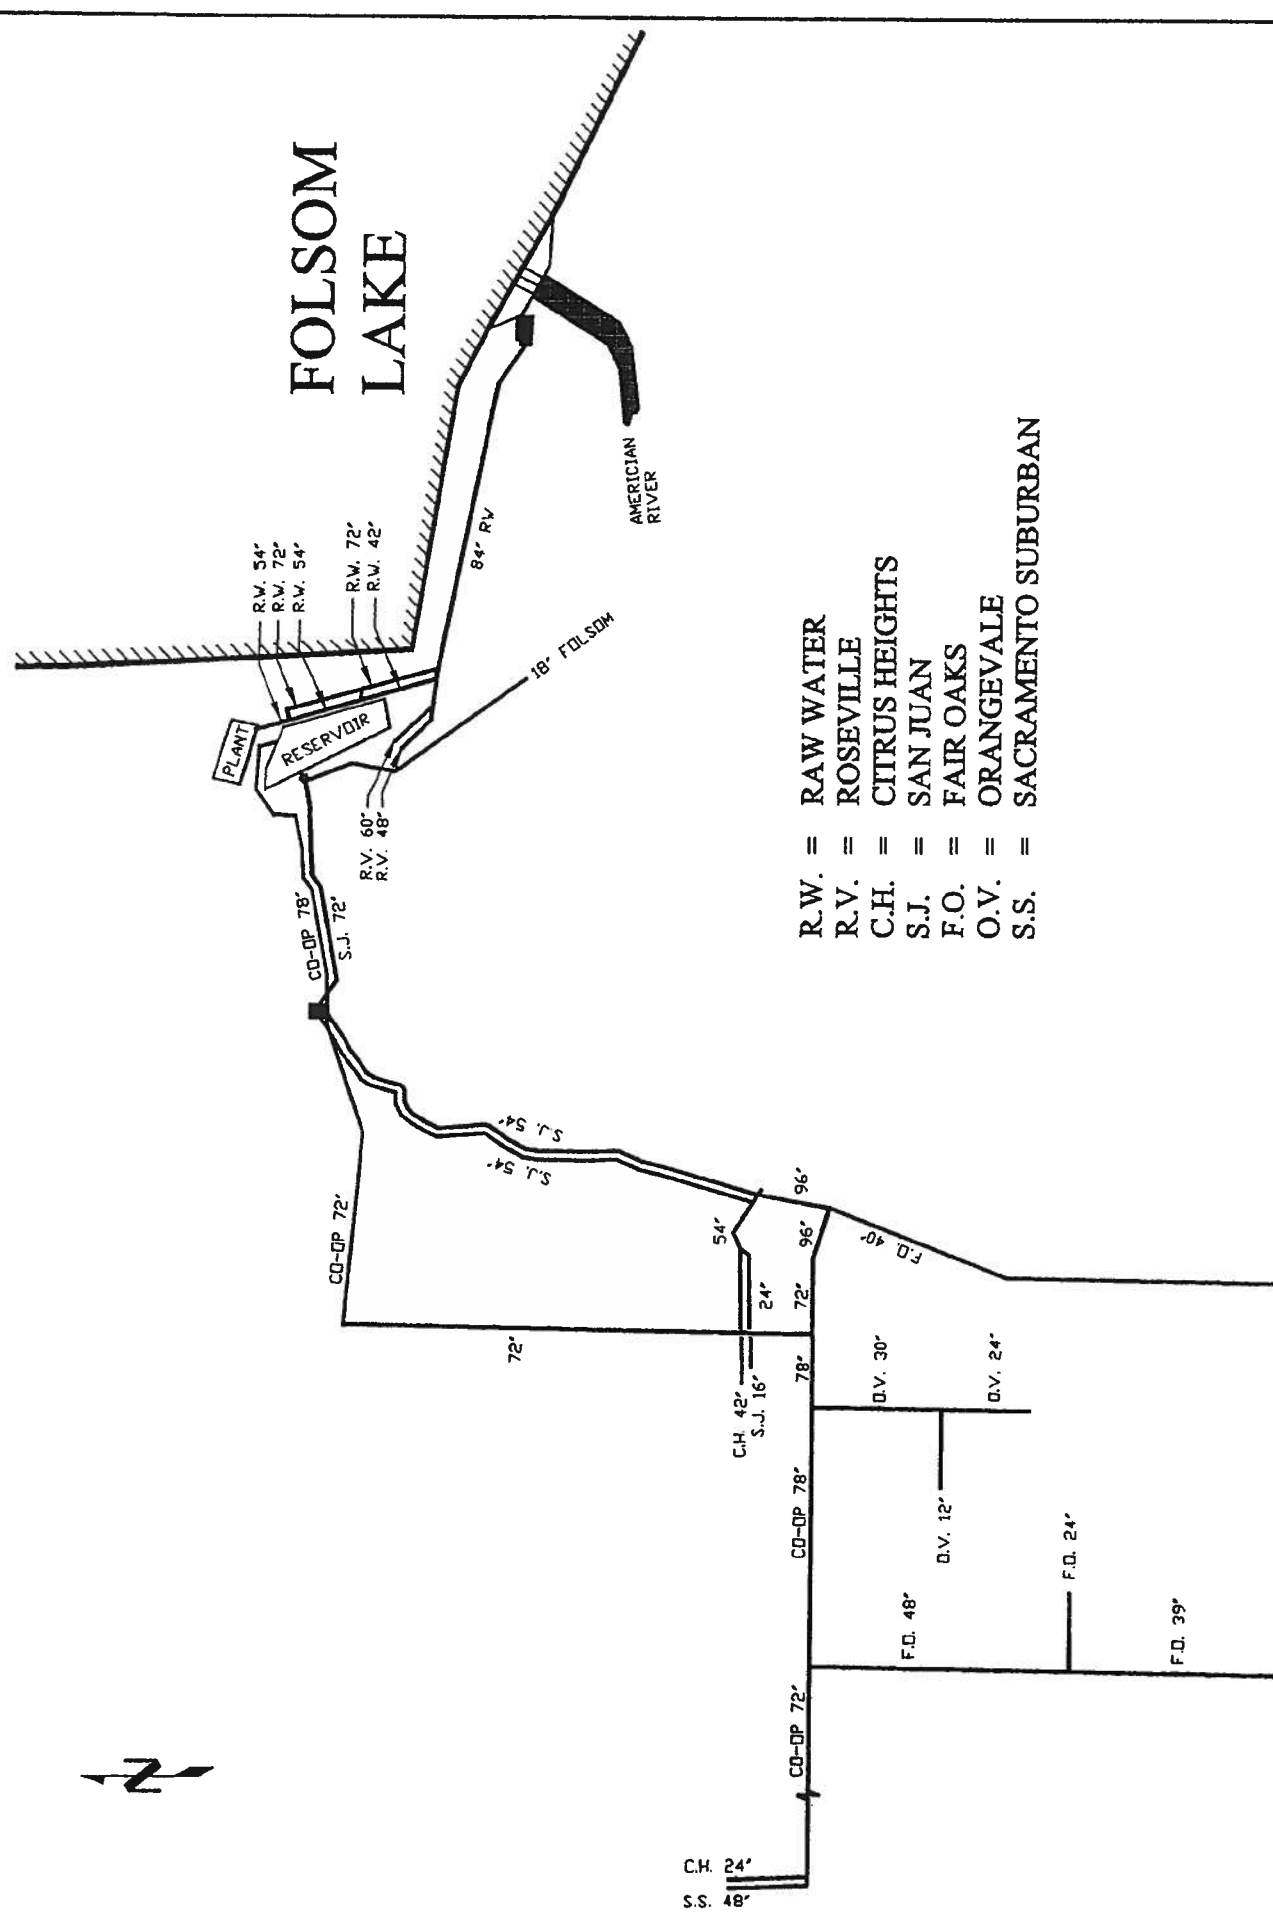 FOLSOM
LAKE
R.W. 54"
R.W. 72"
R.W. 54"
R.W. 72"
R.W. 42"
84" RW
AMERICIAN
RIVER
18" FOLSOM
PLANT
RESERVOIR
R.V. 60"
R.V. 48"
CO-OP 78"
S.J. 72"
S.J. 54"
S.J. 54"
CO-OP 72"
72"
54"
24"
96"
96"
72"
78"
F.O. 40"
C.H. 42"
S.J. 16"
O.V. 30"
O.V. 24"
O.V. 12"
CO-OP 78"
F.O. 48"
F.O. 24"
F.O. 39"
CO-OP 72"
C.H. 24"
S.S. 48"
N
R.W. = RAW WATER
R.V. = ROSEVILLE
C.H. = CITRUS HEIGHTS
S.J. = SAN JUAN
F.O. = FAIR OAKS
O.V. = ORANGEVALE
S.S. = SACRAMENTO SUBURBAN